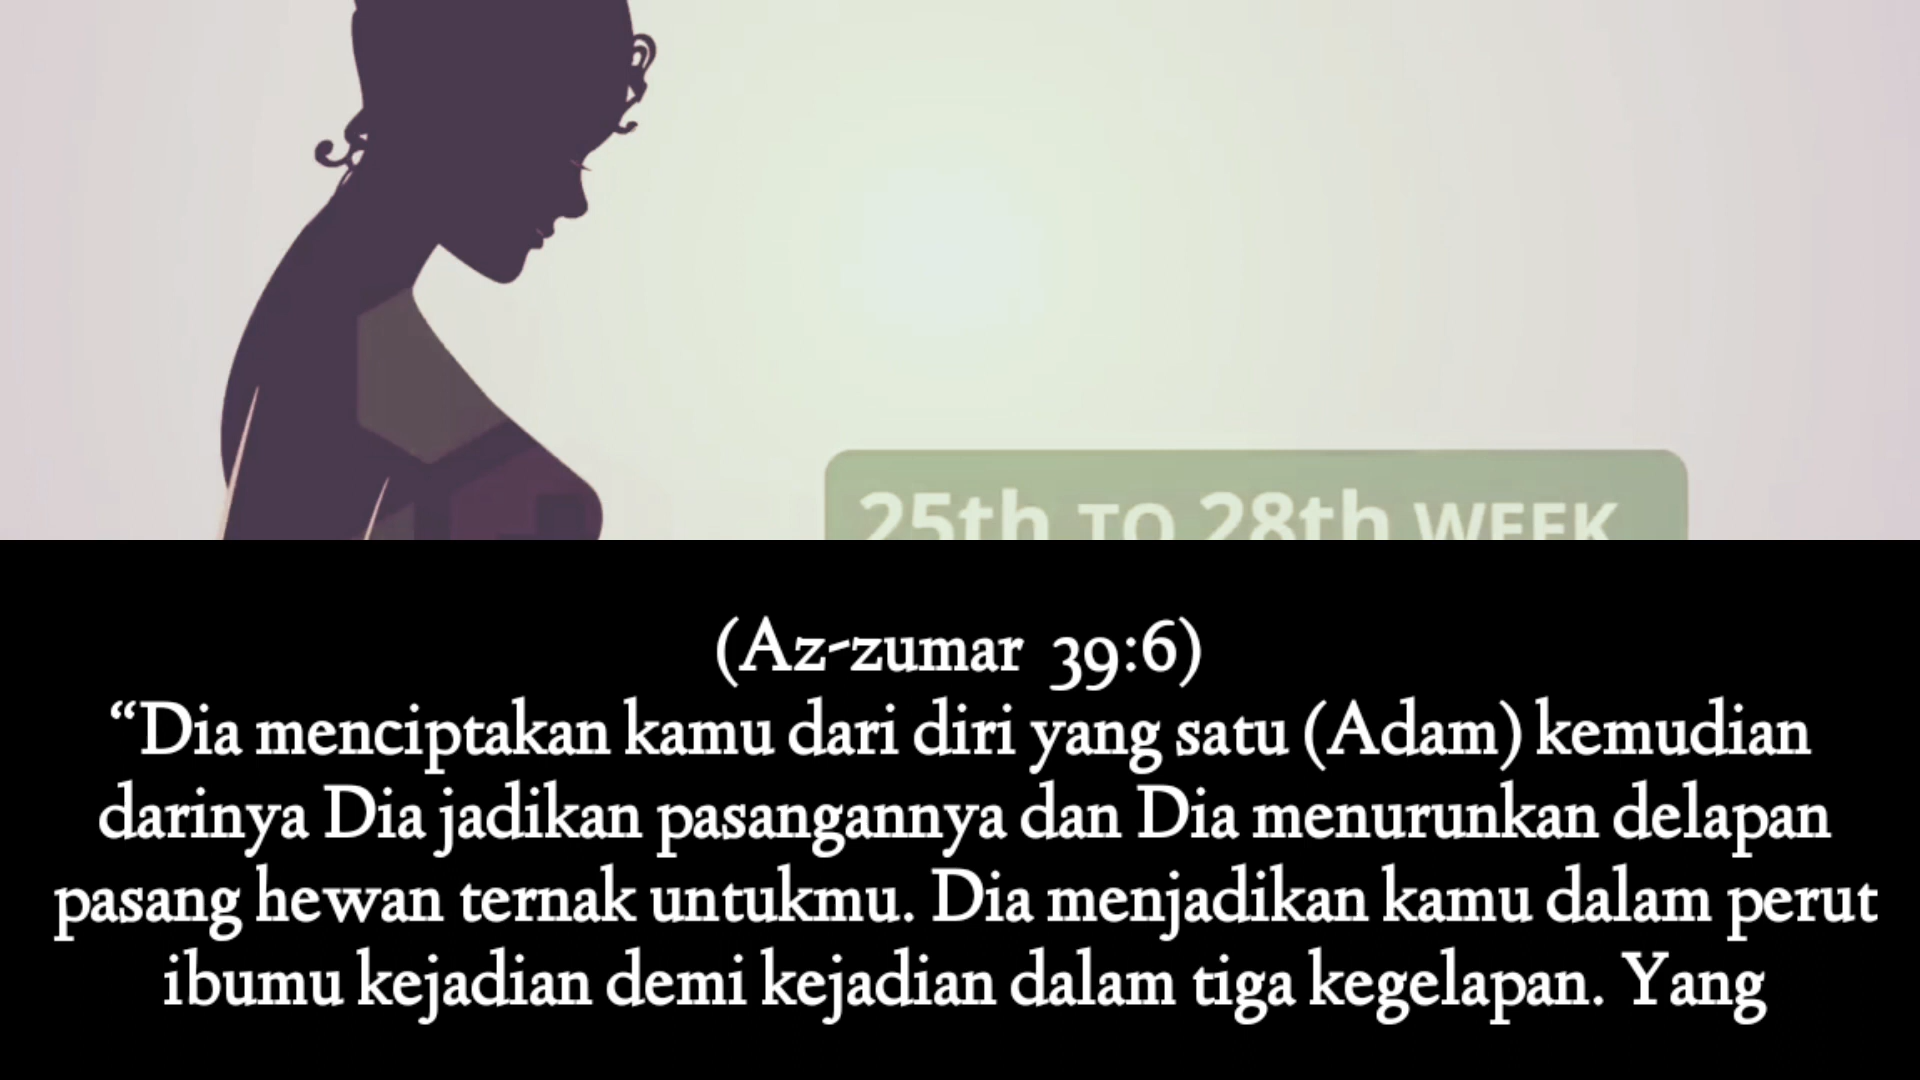 25th TO 28th WEEK
(Az-zumar 39:6)
“Dia menciptakan kamu dari diri yang satu (Adam) kemudian
darinya Dia jadikan pasangannya dan Dia menurunkan delapan
pasang hewan ternak untukmu. Dia menjadikan kamu dalam perut
ibumu kejadian demi kejadian dalam tiga kegelapan. Yang